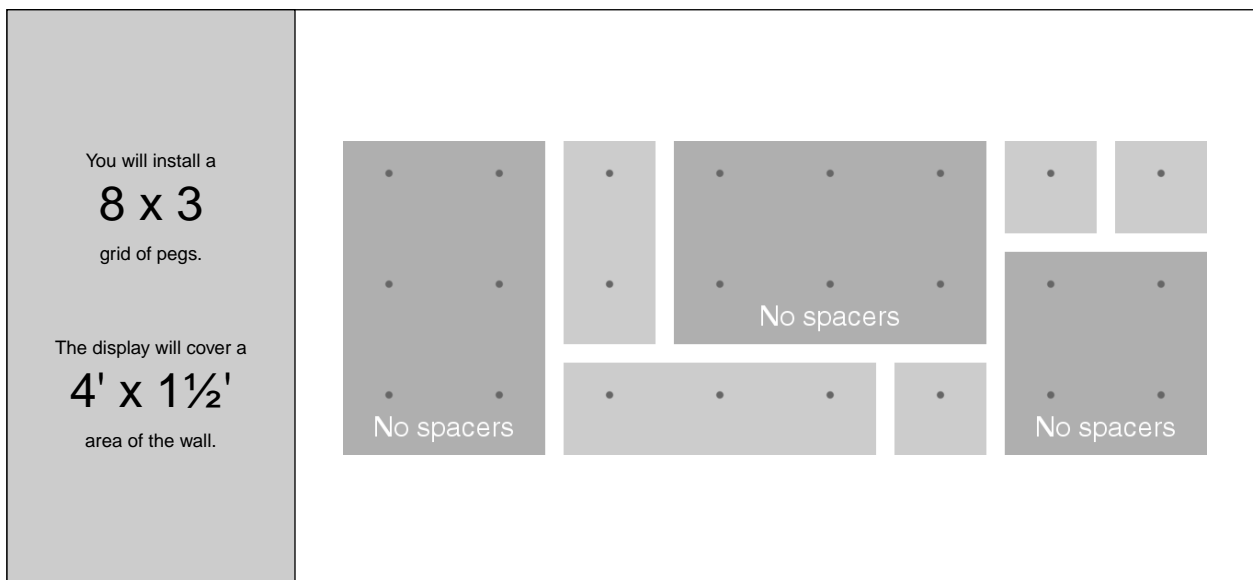 You will install a
8 x 3
grid of pegs.
The display will cover a
4' x 1½'
area of the wall.
No spacers
No spacers
No spacers